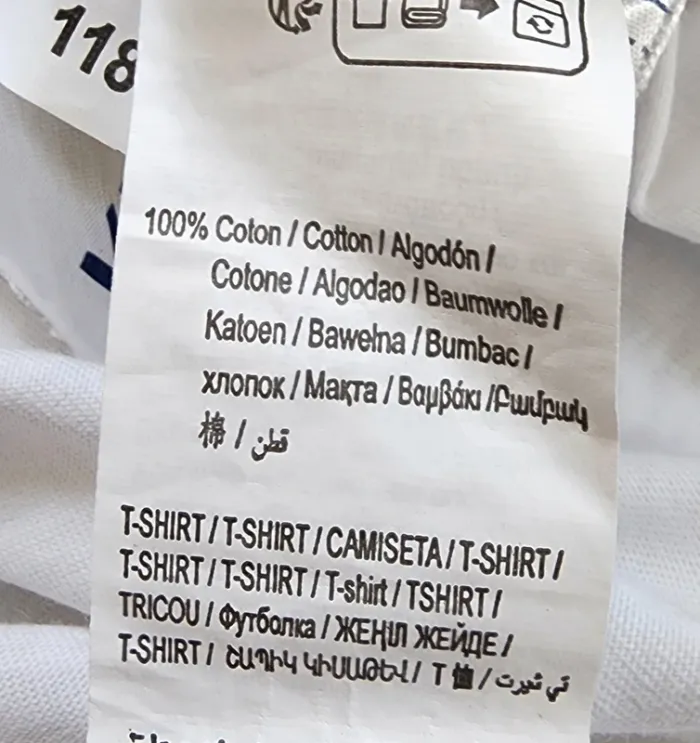 118
100% Coton / Cotton / Algodón /
Cotone / Algodao / Baumwolle /
Katoen / Bawełna / Bumbac /
хлопок / Мақта / Βαμβάκι / Բամբակ
棉 / قطن
T-SHIRT / T-SHIRT / CAMISETA / T-SHIRT /
T-SHIRT / T-SHIRT / T-shirt / TSHIRT /
TRICOU / Футболка / ЖЕҢІЛ ЖЕЙДЕ /
T-SHIRT / ՇԱՊԻԿ ԿԻՍԱԹԵՎ / T 恤 / تي شيرت